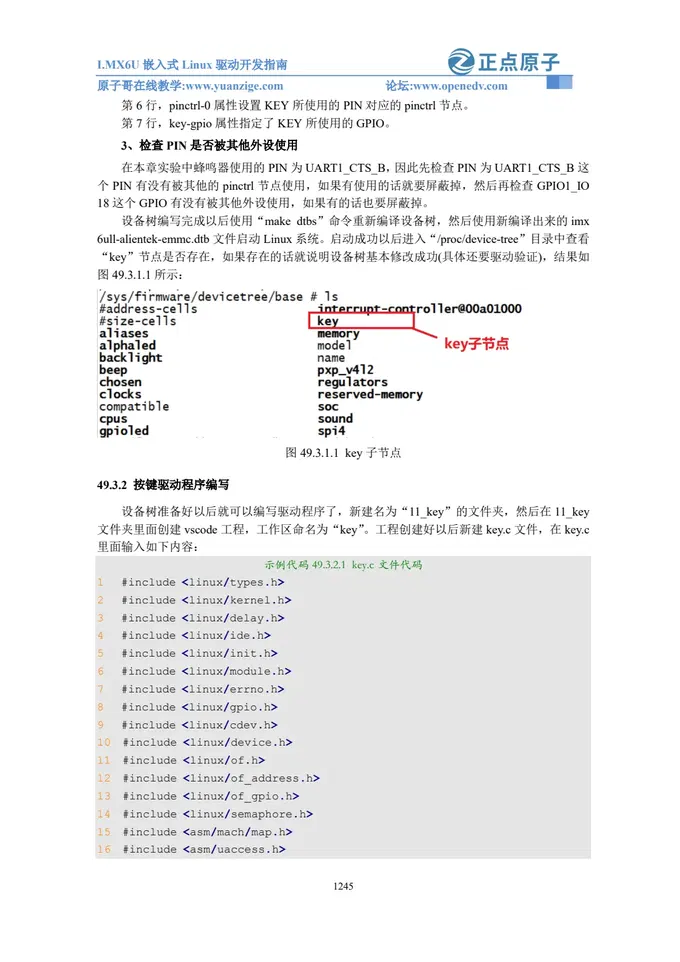 I.MX6U 嵌入式 Linux 驱动开发指南
正点原子
原子哥在线教学:www.yuanzige.com 论坛:www.openedv.com
第 6 行，pinctrl-0 属性设置 KEY 所使用的 PIN 对应的 pinctrl 节点。
第 7 行，key-gpio 属性指定了 KEY 所使用的 GPIO。
3、检查 PIN 是否被其他外设使用
在本章实验中蜂鸣器使用的 PIN 为 UART1_CTS_B，因此先检查 PIN 为 UART1_CTS_B 这
个 PIN 有没有被其他的 pinctrl 节点使用，如果有使用的话就要屏蔽掉，然后再检查 GPIO1_IO
18 这个 GPIO 有没有被其他外设使用，如果有的话也要屏蔽掉。
设备树编写完成以后使用“make dtbs”命令重新编译设备树，然后使用新编译出来的 imx
6ull-alientek-emmc.dtb 文件启动 Linux 系统。启动成功以后进入“/proc/device-tree”目录中查看
“key”节点是否存在，如果存在的话就说明设备树基本修改成功(具体还要驱动验证)，结果如
图 49.3.1.1 所示：
/sys/firmware/devicetree/base # ls
#address-cells interrupt-controller@00a01000
#size-cells key
aliases memory
alphaled model
backlight name
beep pxp_v4l2
chosen regulators
clocks reserved-memory
compatible soc
cpus sound
gpioled spi4
key子节点
图 49.3.1.1 key 子节点
49.3.2 按键驱动程序编写
设备树准备好以后就可以编写驱动程序了，新建名为“11_key”的文件夹，然后在 11_key
文件夹里面创建 vscode 工程，工作区命名为“key”。工程创建好以后新建 key.c 文件，在 key.c
里面输入如下内容：
示例代码 49.3.2.1 key.c 文件代码
1 #include <linux/types.h>
2 #include <linux/kernel.h>
3 #include <linux/delay.h>
4 #include <linux/ide.h>
5 #include <linux/init.h>
6 #include <linux/module.h>
7 #include <linux/errno.h>
8 #include <linux/gpio.h>
9 #include <linux/cdev.h>
10 #include <linux/device.h>
11 #include <linux/of.h>
12 #include <linux/of_address.h>
13 #include <linux/of_gpio.h>
14 #include <linux/semaphore.h>
15 #include <asm/mach/map.h>
16 #include <asm/uaccess.h>
1245